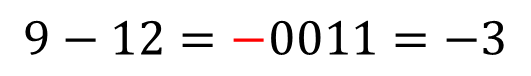 9 − 12 = −0011 = −3